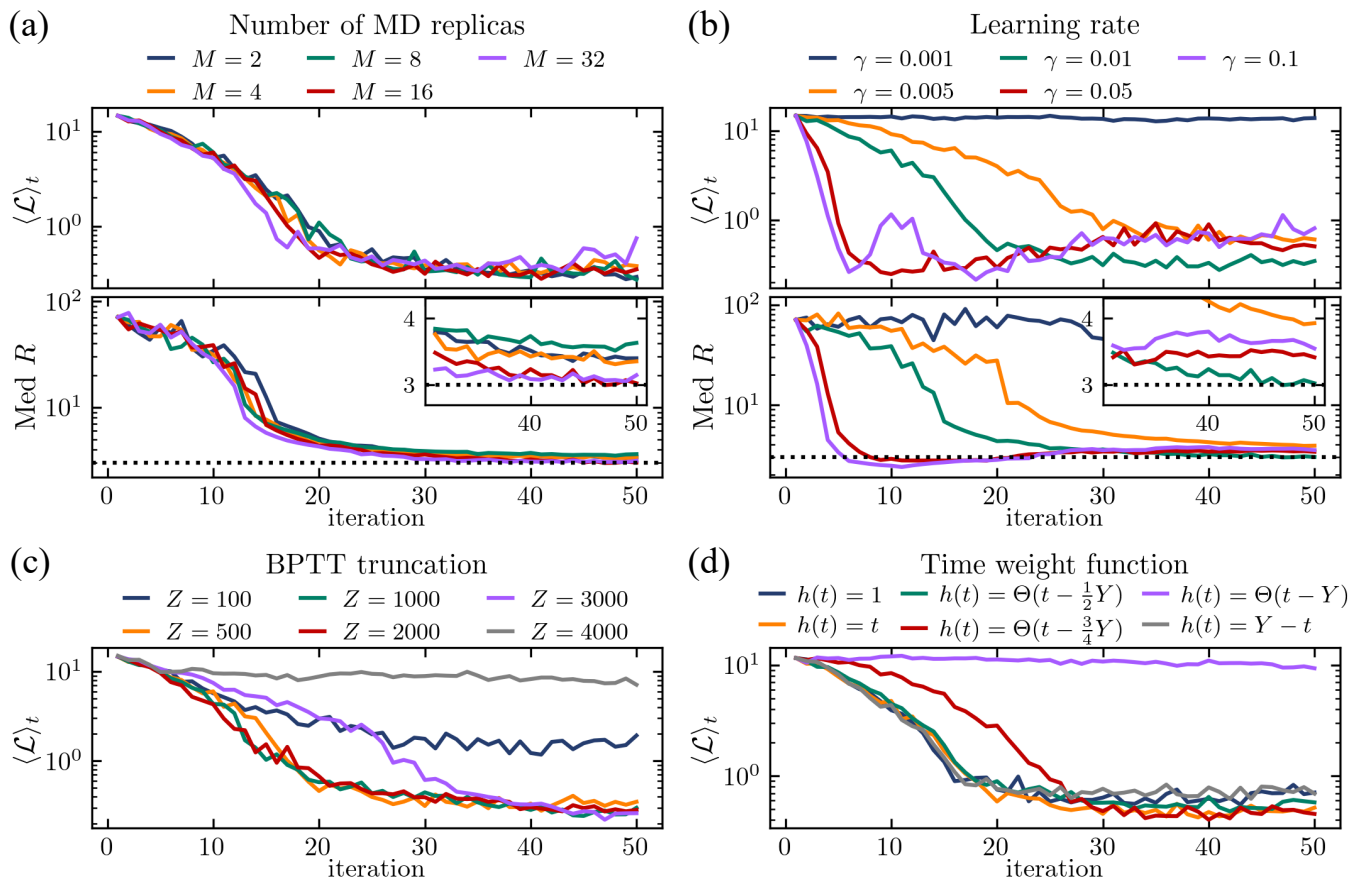 (a) Number of MD replicas
M = 2 M = 8 M = 32
M = 4 M = 16
10^1
10^0
⟨ℒ⟩_t
10^2
10^1
Med R
4
3
40 50
0 10 20 30 40 50
iteration
(b) Learning rate
γ = 0.001 γ = 0.01 γ = 0.1
γ = 0.005 γ = 0.05
10^1
10^0
⟨ℒ⟩_t
10^2
10^1
Med R
4
3
40 50
0 10 20 30 40 50
iteration
(c) BPTT truncation
Z = 100 Z = 1000 Z = 3000
Z = 500 Z = 2000 Z = 4000
10^1
10^0
⟨ℒ⟩_t
0 10 20 30 40 50
iteration
(d) Time weight function
h(t) = 1 h(t) = Θ(t − ½Y) h(t) = Θ(t − Y)
h(t) = t h(t) = Θ(t − ¾Y) h(t) = Y − t
10^1
10^0
⟨ℒ⟩_t
0 10 20 30 40 50
iteration